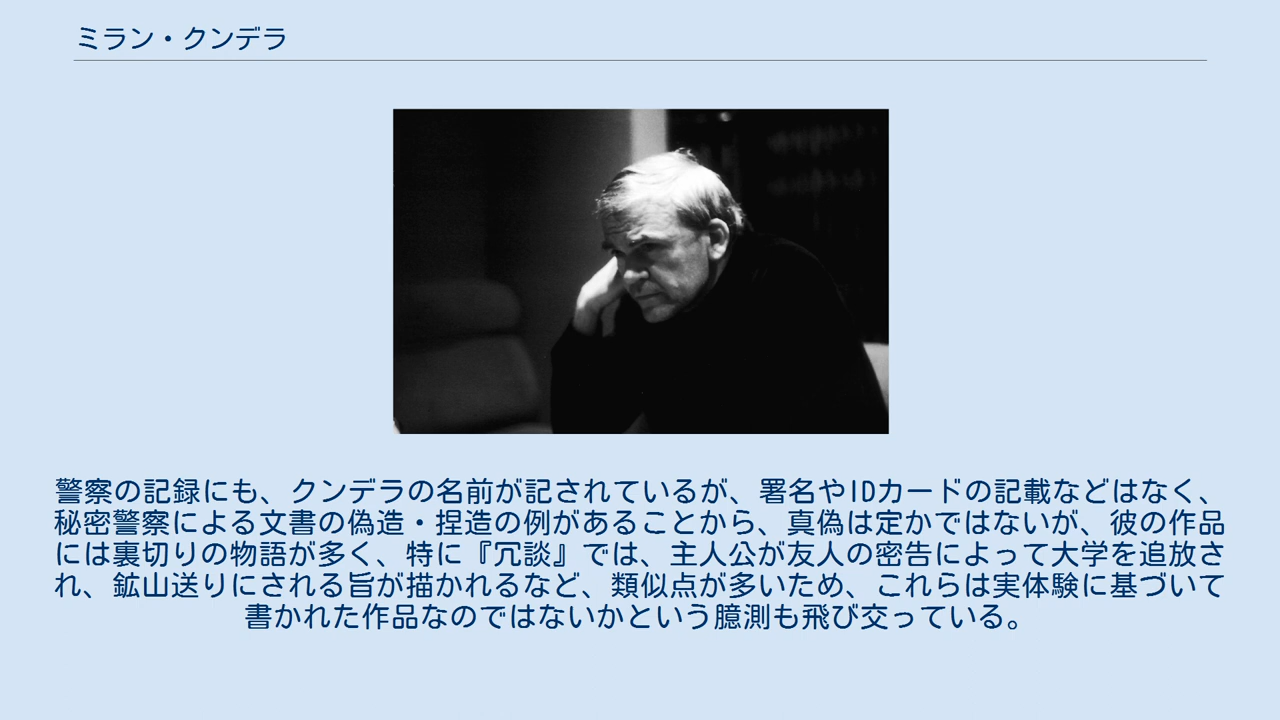 ミラン・クンデラ
警察の記録にも、クンデラの名前が記されているが、署名やIDカードの記載などはなく、
秘密警察による文書の偽造・捏造の例があることから、真偽は定かではないが、彼の作品
には裏切りの物語が多く、特に『冗談』では、主人公が友人の密告によって大学を追放さ
れ、鉱山送りにされる旨が描かれるなど、類似点が多いため、これらは実体験に基づいて
書かれた作品なのではないかという臆測も飛び交っている。